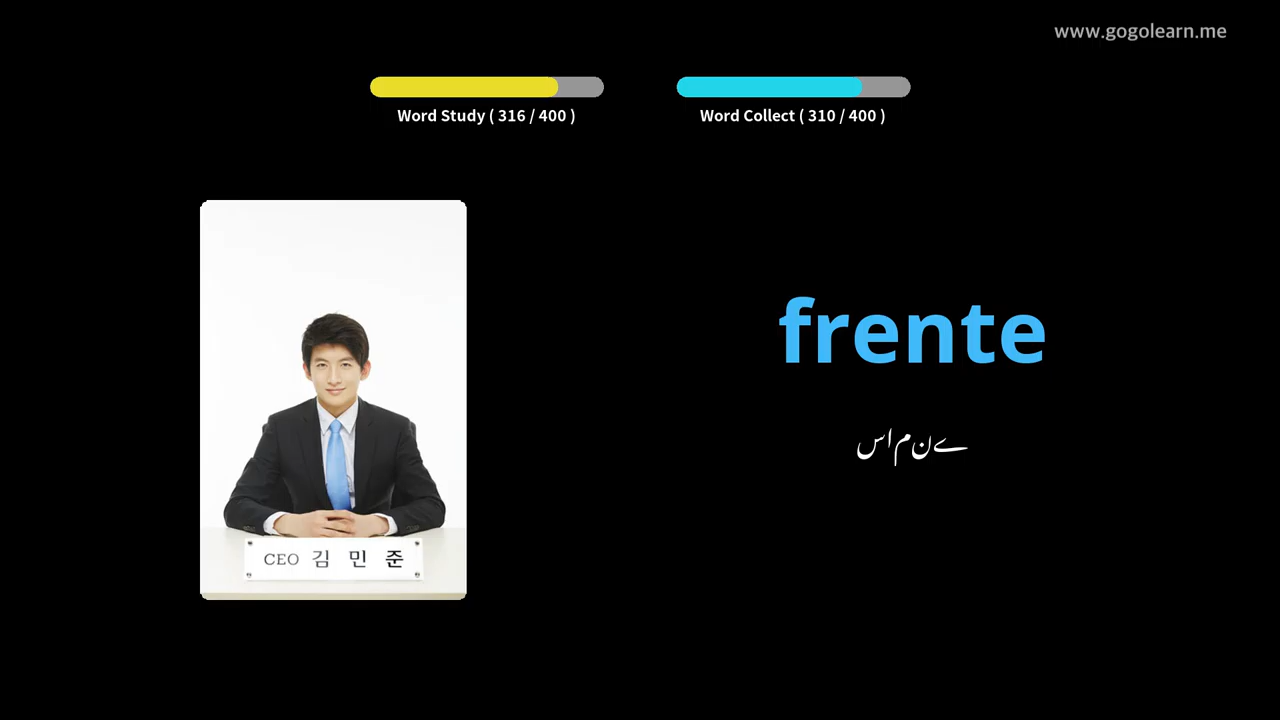 www.gogolearn.me
Word Study ( 316 / 400 )
Word Collect ( 310 / 400 )
frente
سامنے
CEO 김 민 준